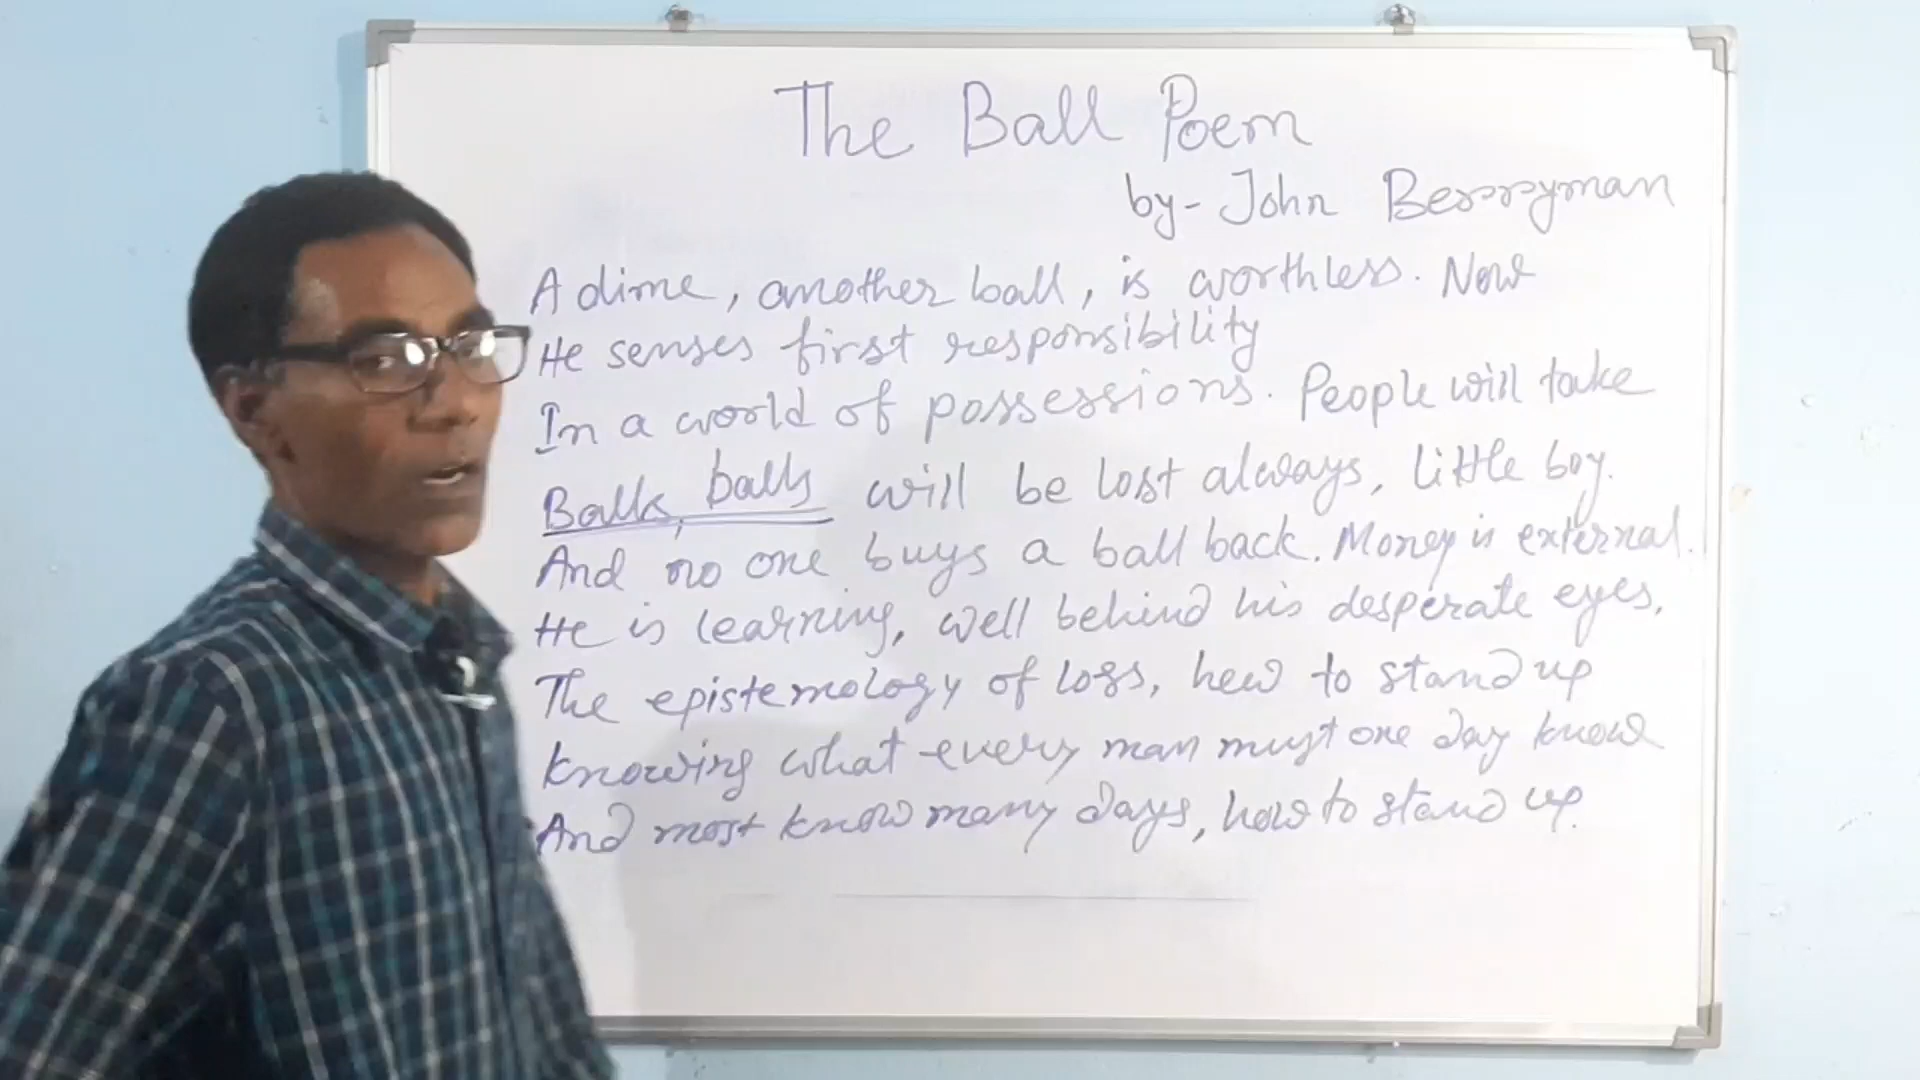 The Ball Poem
by- John Berryman
A dime, another ball, is worthless. Now
He senses first responsibility
In a world of possessions. People will take
Balls, balls will be lost always, little boy.
And no one buys a ball back. Money is external.
He is learning, well behind his desperate eyes,
The epistemology of loss, how to stand up
Knowing what every man must one day know
And most know many days, how to stand up.